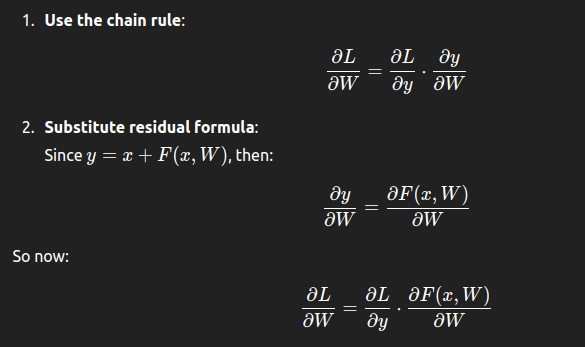 1. Use the chain rule:
∂L/∂W = ∂L/∂y · ∂y/∂W
2. Substitute residual formula:
Since y = x + F(x, W), then:
∂y/∂W = ∂F(x, W)/∂W
So now:
∂L/∂W = ∂L/∂y · ∂F(x, W)/∂W